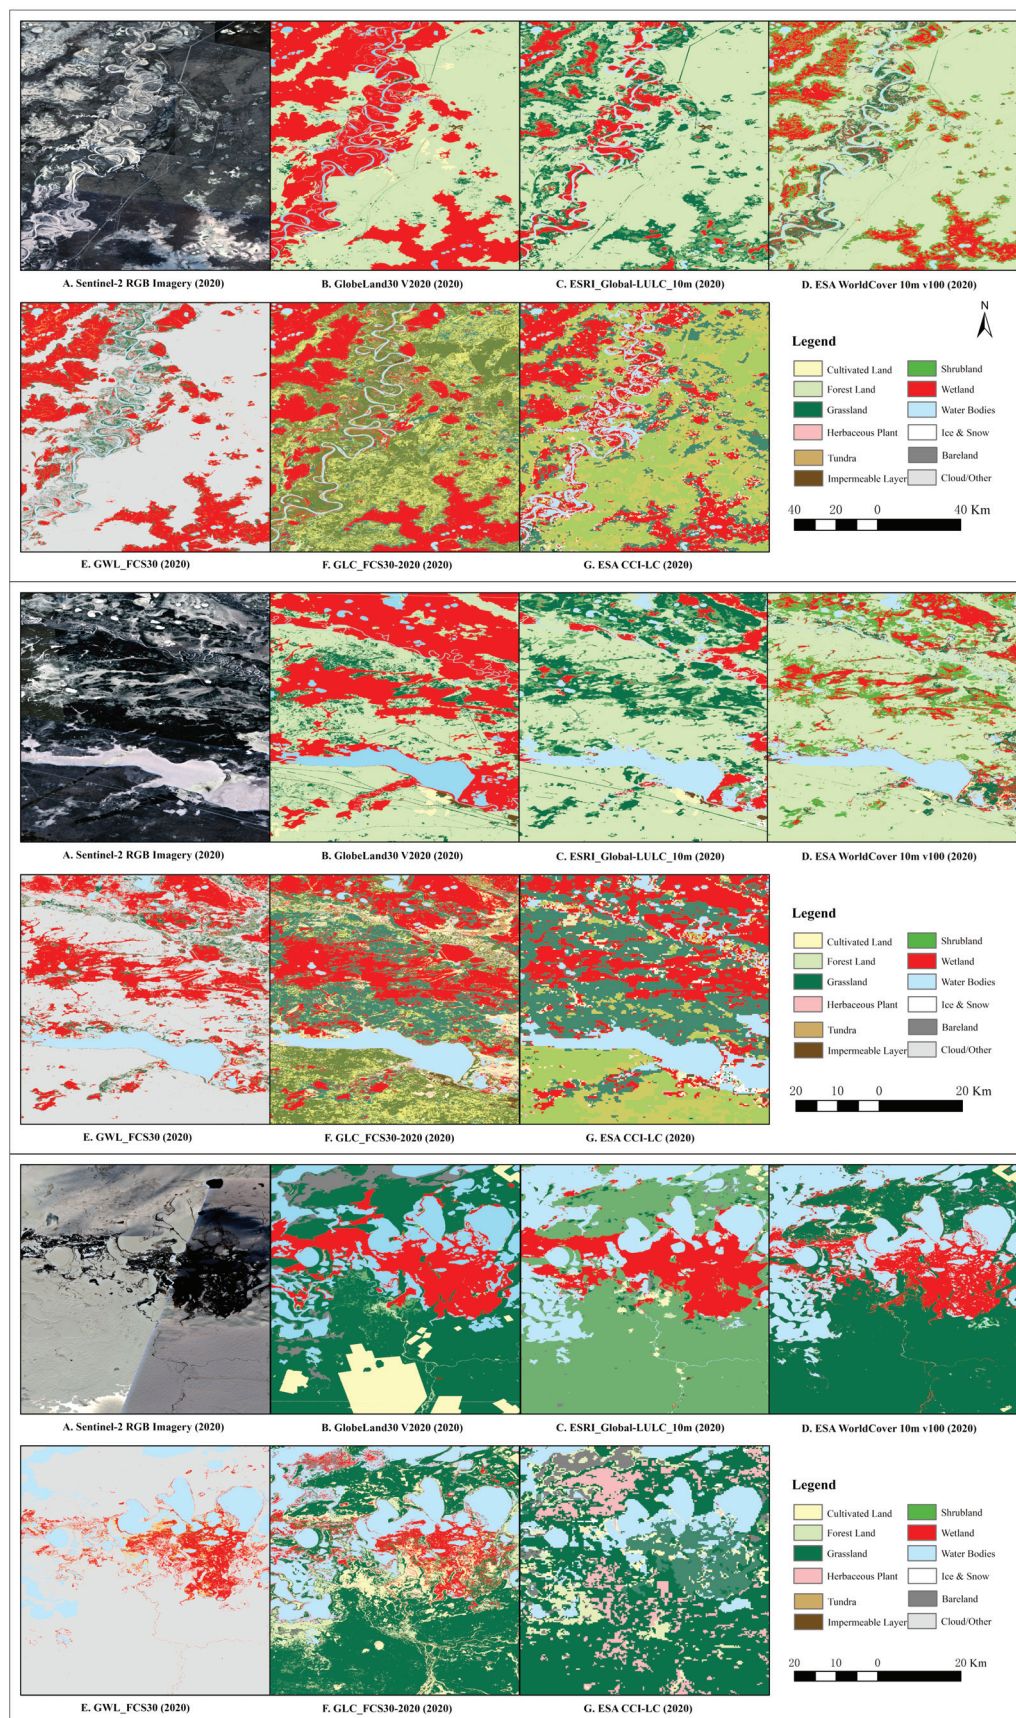 A. Sentinel-2 RGB Imagery (2020)
B. GlobeLand30 V2020 (2020)
C. ESRI_Global-LULC_10m (2020)
D. ESA WorldCover 10m v100 (2020)
N
Legend
Cultivated Land
Shrubland
Forest Land
Wetland
Grassland
Water Bodies
Herbaceous Plant
Ice & Snow
Tundra
Bareland
Impermeable Layer
Cloud/Other
40 20 0 40 Km
E. GWL_FCS30 (2020)
F. GLC_FCS30-2020 (2020)
G. ESA CCI-LC (2020)
A. Sentinel-2 RGB Imagery (2020)
B. GlobeLand30 V2020 (2020)
C. ESRI_Global-LULC_10m (2020)
D. ESA WorldCover 10m v100 (2020)
Legend
Cultivated Land
Shrubland
Forest Land
Wetland
Grassland
Water Bodies
Herbaceous Plant
Ice & Snow
Tundra
Bareland
Impermeable Layer
Cloud/Other
20 10 0 20 Km
E. GWL_FCS30 (2020)
F. GLC_FCS30-2020 (2020)
G. ESA CCI-LC (2020)
A. Sentinel-2 RGB Imagery (2020)
B. GlobeLand30 V2020 (2020)
C. ESRI_Global-LULC_10m (2020)
D. ESA WorldCover 10m v100 (2020)
Legend
Cultivated Land
Shrubland
Forest Land
Wetland
Grassland
Water Bodies
Herbaceous Plant
Ice & Snow
Tundra
Bareland
Impermeable Layer
Cloud/Other
20 10 0 20 Km
E. GWL_FCS30 (2020)
F. GLC_FCS30-2020 (2020)
G. ESA CCI-LC (2020)